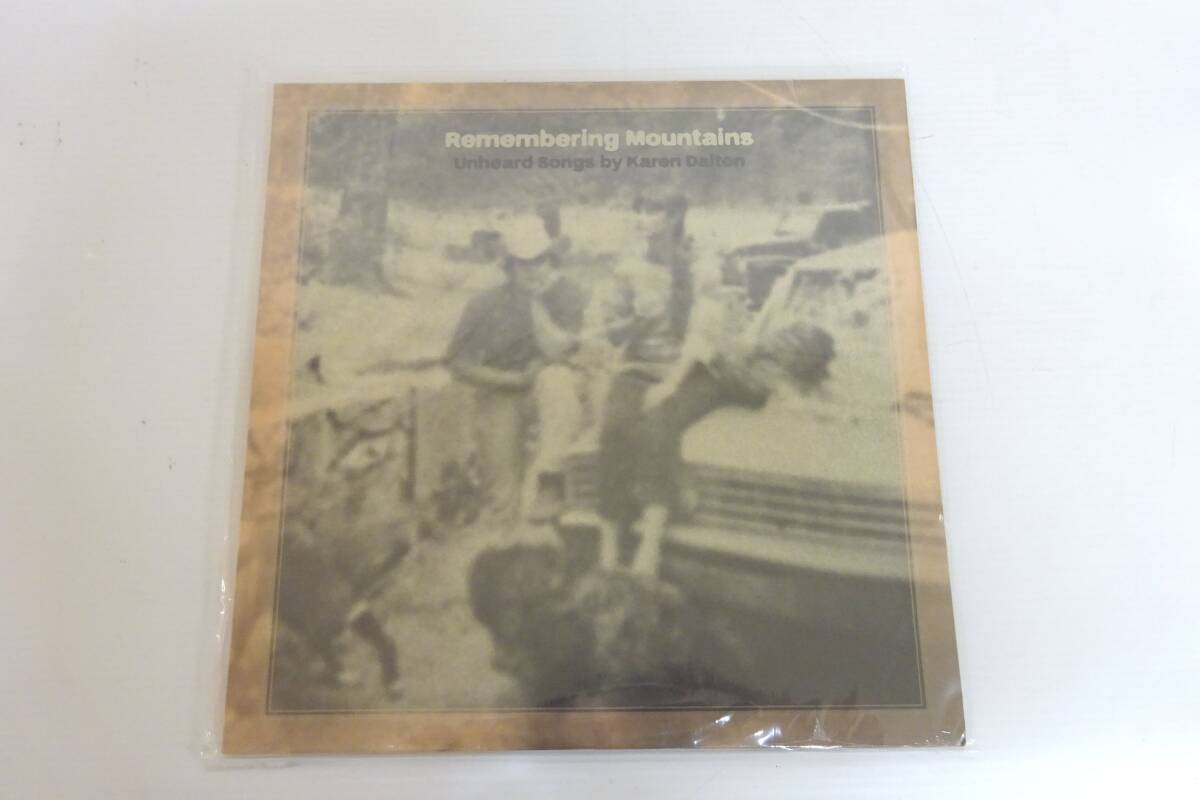 Remembering Mountains
Unheard Songs by Karen Dalton